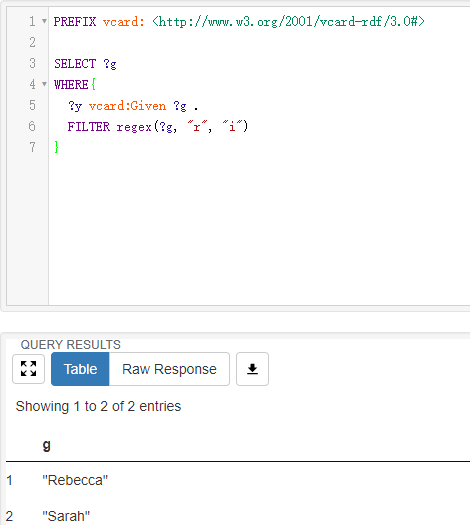 1 PREFIX vcard: <http://www.w3.org/2001/vcard-rdf/3.0#>
2
3 SELECT ?g
4 WHERE{
5 ?y vcard:Given ?g .
6 FILTER regex(?g, "r", "i")
7 }
QUERY RESULTS
Table Raw Response
Showing 1 to 2 of 2 entries
g
1 "Rebecca"
2 "Sarah"